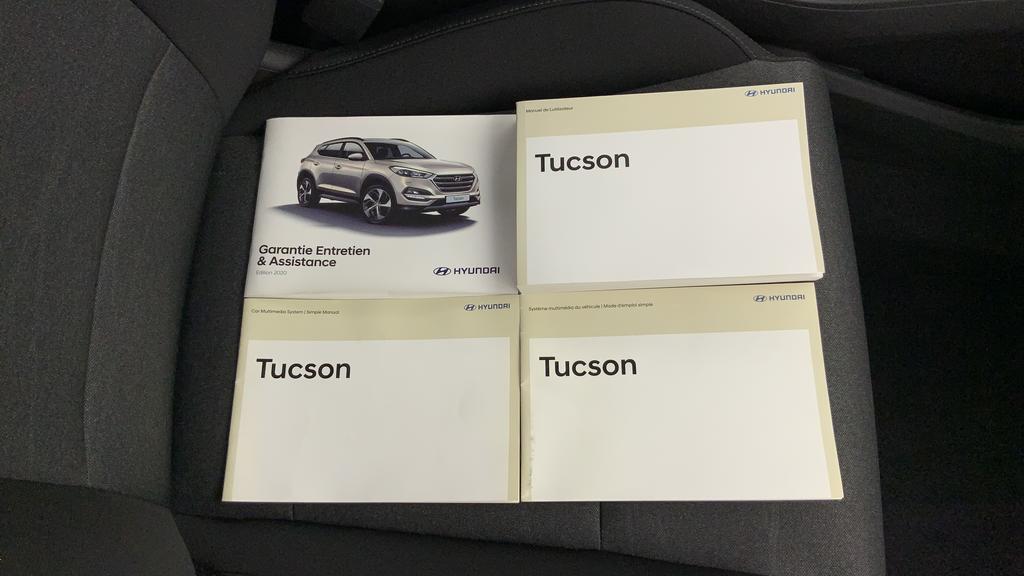 Garantie Entretien
& Assistance
Edition 2020
HYUNDAI
Tucson
Manuel de l'utilisateur
HYUNDAI
Tucson
Car Multimedia System | Simple Manual
HYUNDAI
Tucson
Système multimédia du véhicule | Mode d'emploi simple
HYUNDAI
Tucson